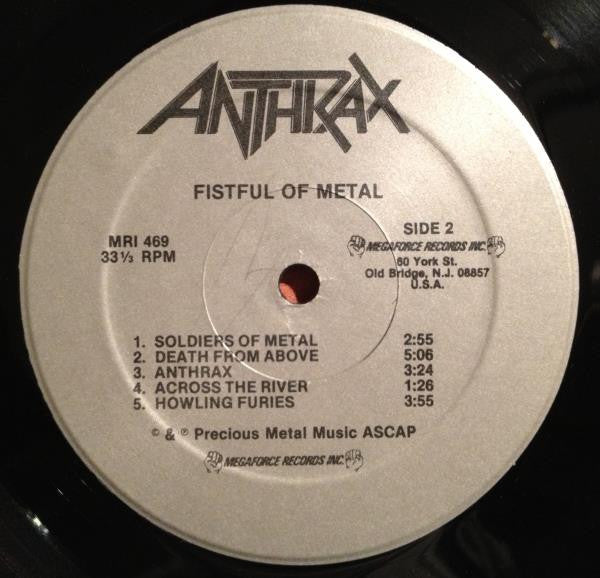 ANTHRAX
FISTFUL OF METAL
MRI 469
33⅓ RPM
SIDE 2
MEGAFORCE RECORDS INC.
60 York St.
Old Bridge, N.J. 08857
U.S.A.
1. SOLDIERS OF METAL 2:55
2. DEATH FROM ABOVE 5:06
3. ANTHRAX 3:24
4. ACROSS THE RIVER 1:26
5. HOWLING FURIES 3:55
© & ℗ Precious Metal Music ASCAP
MEGAFORCE RECORDS INC.